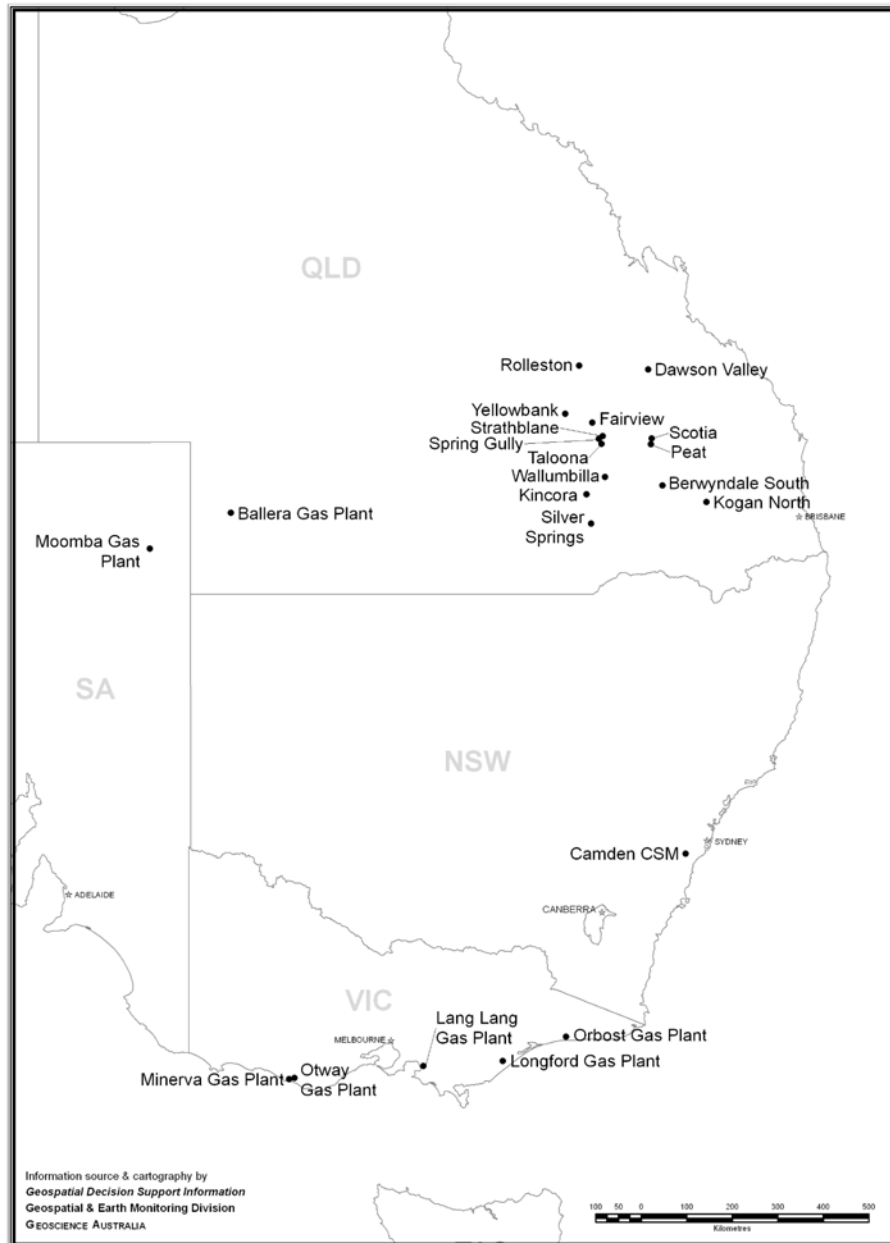 QLD
Rolleston
Dawson Valley
Yellowbank
Fairview
Strathblane
Scotia
Spring Gully
Peat
Taloona
Wallumbilla
Berwyndale South
Kincora
Kogan North
Ballera Gas Plant
Silver
Springs
BRISBANE
Moomba Gas
Plant
SA
NSW
SYDNEY
Camden CSM
ADELAIDE
CANBERRA
VIC
Lang Lang
Gas Plant
Orbost Gas Plant
MELBOURNE
Longford Gas Plant
Minerva Gas Plant
Otway
Gas Plant
Information source & cartography by
Geospatial Decision Support Information
Geospatial & Earth Monitoring Division
GEOSCIENCE AUSTRALIA
100 50 0 100 200 300 400 500
Kilometres